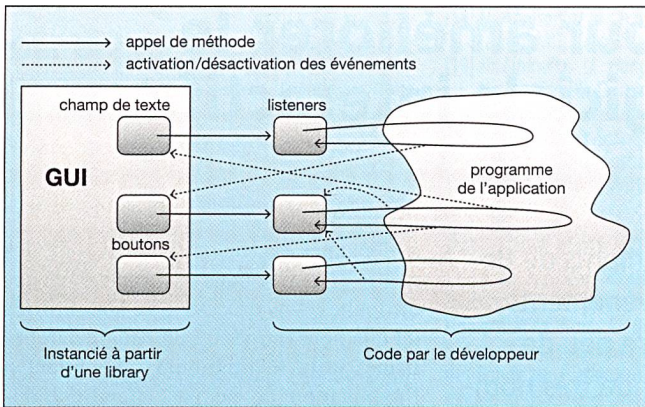 appel de méthode
activation/désactivation des événements
champ de texte
listeners
GUI
programme
de l'application
boutons
Instancié à partir
d'une library
Code par le développeur